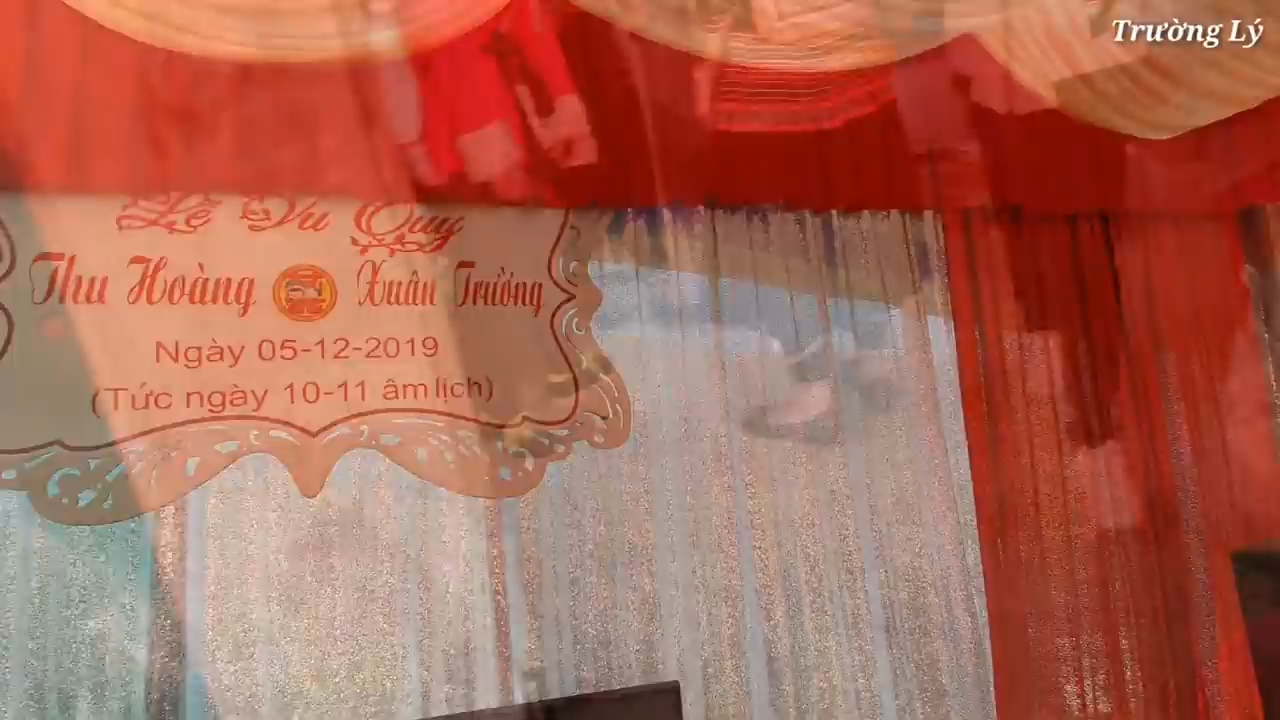 Trường Lý
Lễ Vu Quy
Thu Hoàng Xuân Trường
Ngày 05-12-2019
(Tức ngày 10-11 âm lịch)